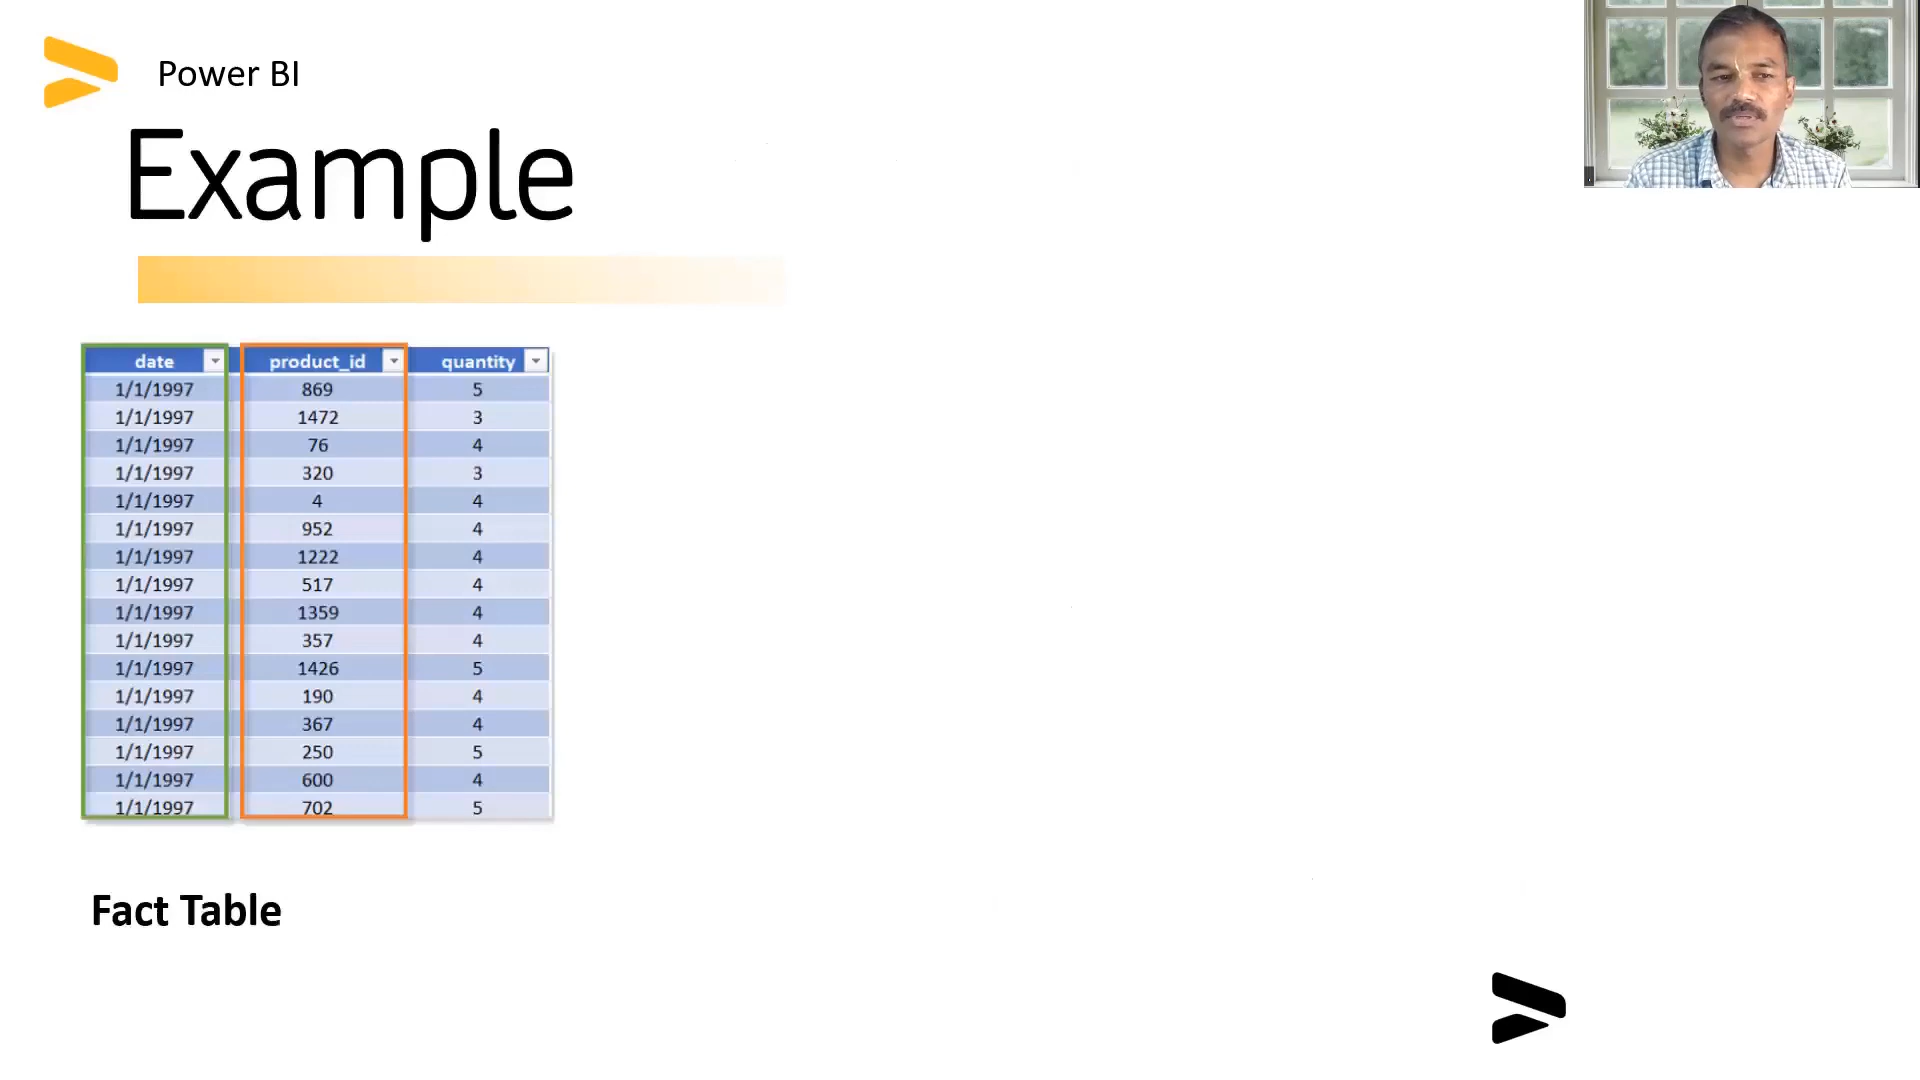 Power BI
Example
date product_id quantity
1/1/1997 869 5
1/1/1997 1472 3
1/1/1997 76 4
1/1/1997 320 3
1/1/1997 4 4
1/1/1997 952 4
1/1/1997 1222 4
1/1/1997 517 4
1/1/1997 1359 4
1/1/1997 357 4
1/1/1997 1426 5
1/1/1997 190 4
1/1/1997 367 4
1/1/1997 250 5
1/1/1997 600 4
1/1/1997 702 5
Fact Table